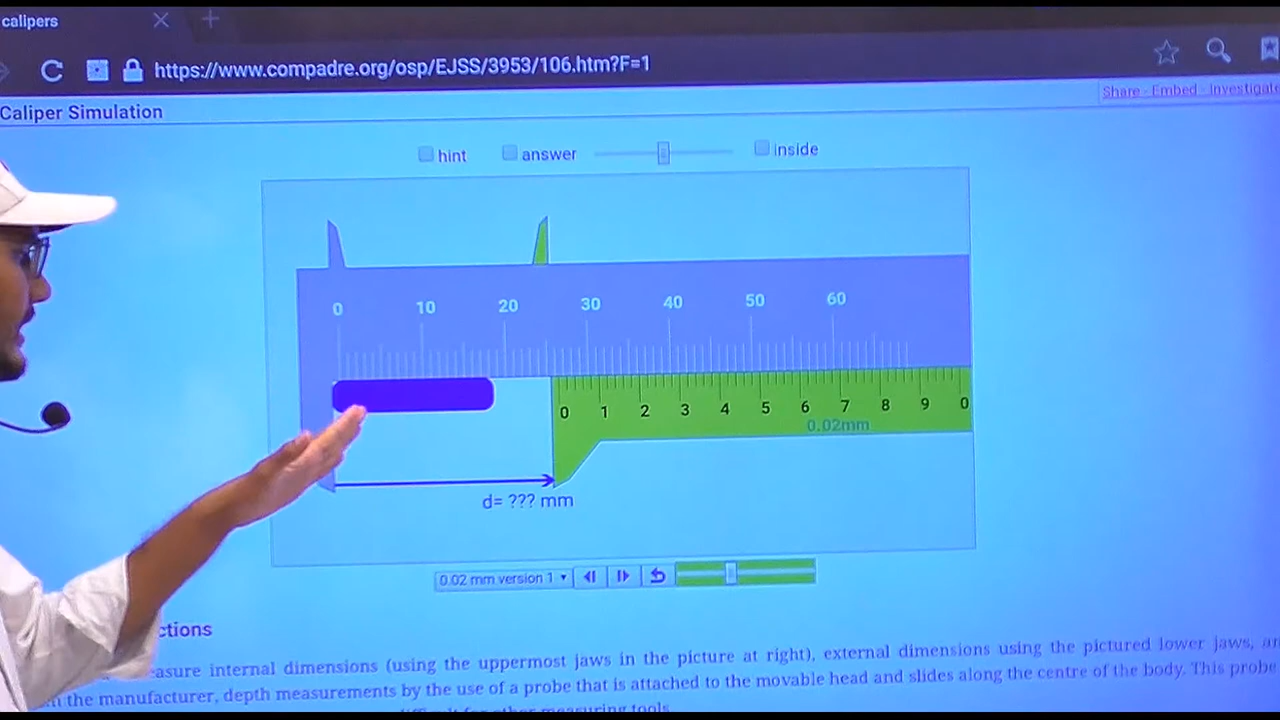 calipers
https://www.compadre.org/osp/EJSS/3953/106.htm?F=1
Caliper Simulation
Share - Embed - Investigate
hint answer inside
0 10 20 30 40 50 60
0 1 2 3 4 5 6 7 8 9 0
0.02mm
d= ??? mm
0.02 mm version 1
ctions
asure internal dimensions (using the uppermost jaws in the picture at right), external dimensions using the pictured lower jaws, an
the manufacturer, depth measurements by the use of a probe that is attached to the movable head and slides along the centre of the body. This probe
other measuring tools.